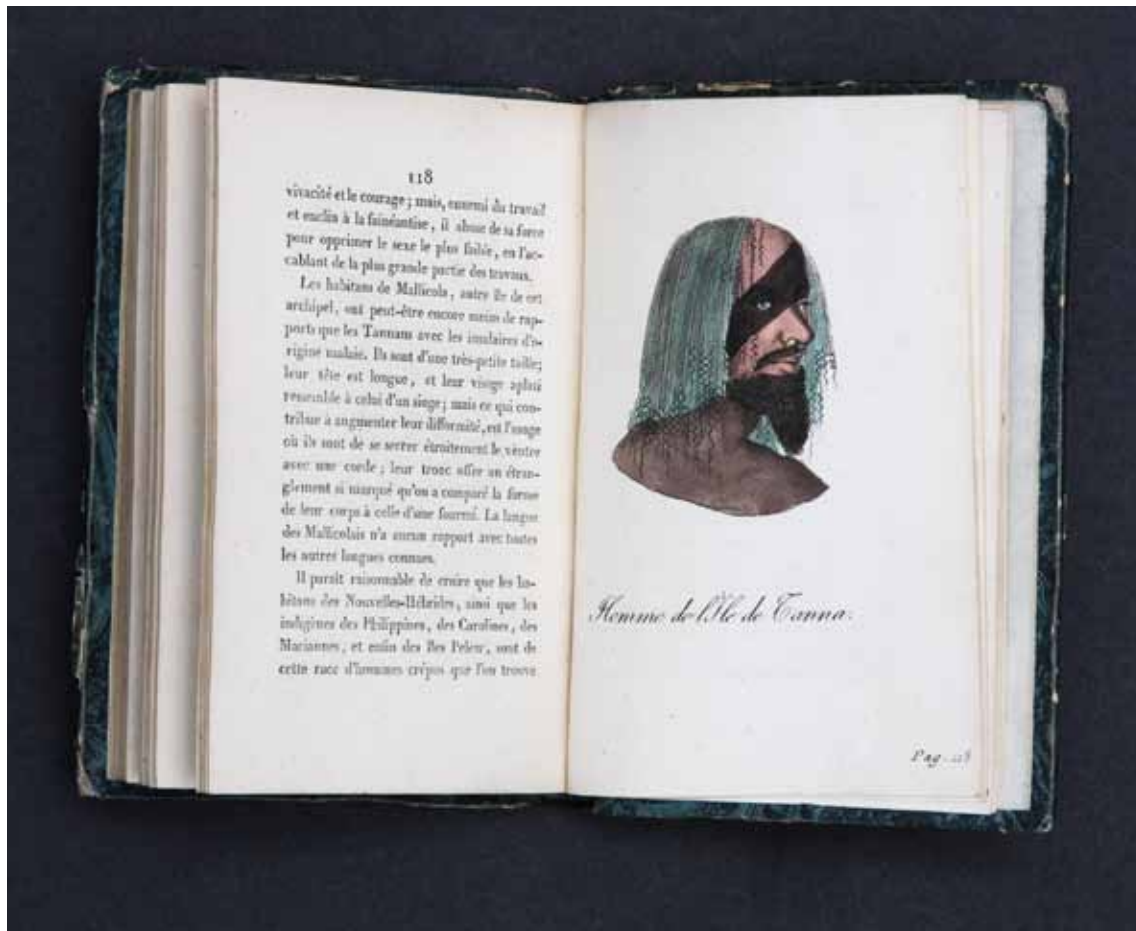 118
vivacité et le courage ; mais, ennemi du travail
et enclin à la fainéantise, il abuse de sa force
pour opprimer le sexe le plus faible, en l'ac-
cablant de la plus grande partie des travaux.
Les habitans de Mallicola, autre île de cet
archipel, ont peut-être encore moins de rap-
ports que les Tannans avec les insulaires d'o-
rigine malaie. Ils sont d'une très-petite taille;
leur tête est longue, et leur visage aplati
ressemble à celui d'un singe; mais ce qui con-
tribue à augmenter leur difformité, est l'usage
où ils sont de se serrer étroitement le ventre
avec une corde; leur tronc offre un étran-
glement si marqué qu'on a comparé la forme
de leur corps à celle d'une fourmi. La langue
des Mallicolais n'a aucun rapport avec toutes
les autres langues connues.
Il paraît raisonnable de croire que les ha-
bitans des Nouvelles-Hébrides, ainsi que les
indigènes des Philippines, des Carolines, des
Mariannes, et enfin des îles Pelew, sont de
cette race d'hommes crépus que l'on trouve
Homme de l'Ile de Tanna.
Pag. 118